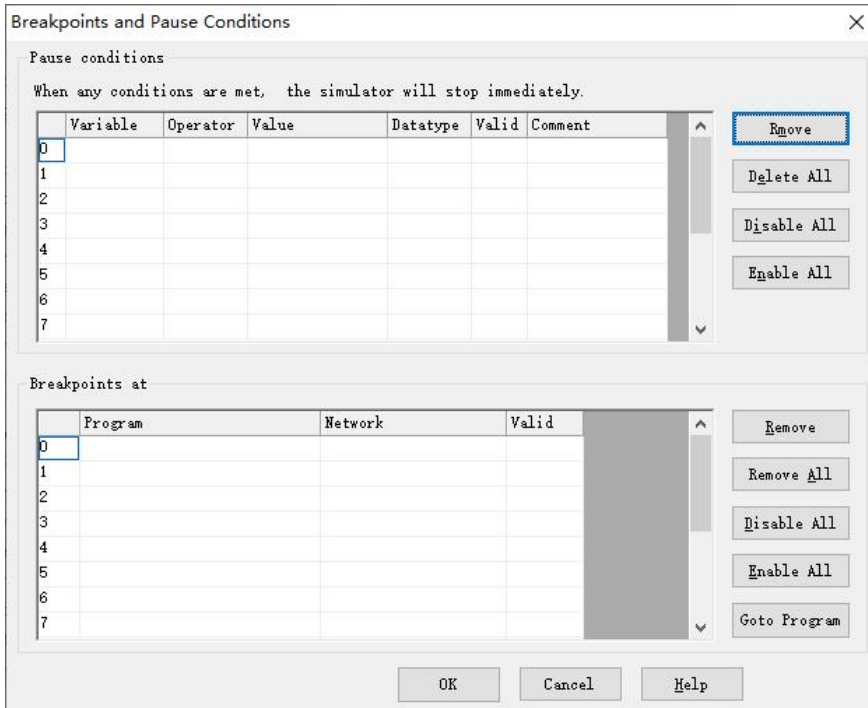 Breakpoints and Pause Conditions
Pause conditions
When any conditions are met, the simulator will stop immediately.
Variable Operator Value Datatype Valid Comment
0
1
2
3
4
5
6
7
Rmove
Delete All
Disable All
Enable All
Breakpoints at
Program Network Valid
0
1
2
3
4
5
6
7
Remove
Remove All
Disable All
Enable All
Goto Program
OK Cancel Help